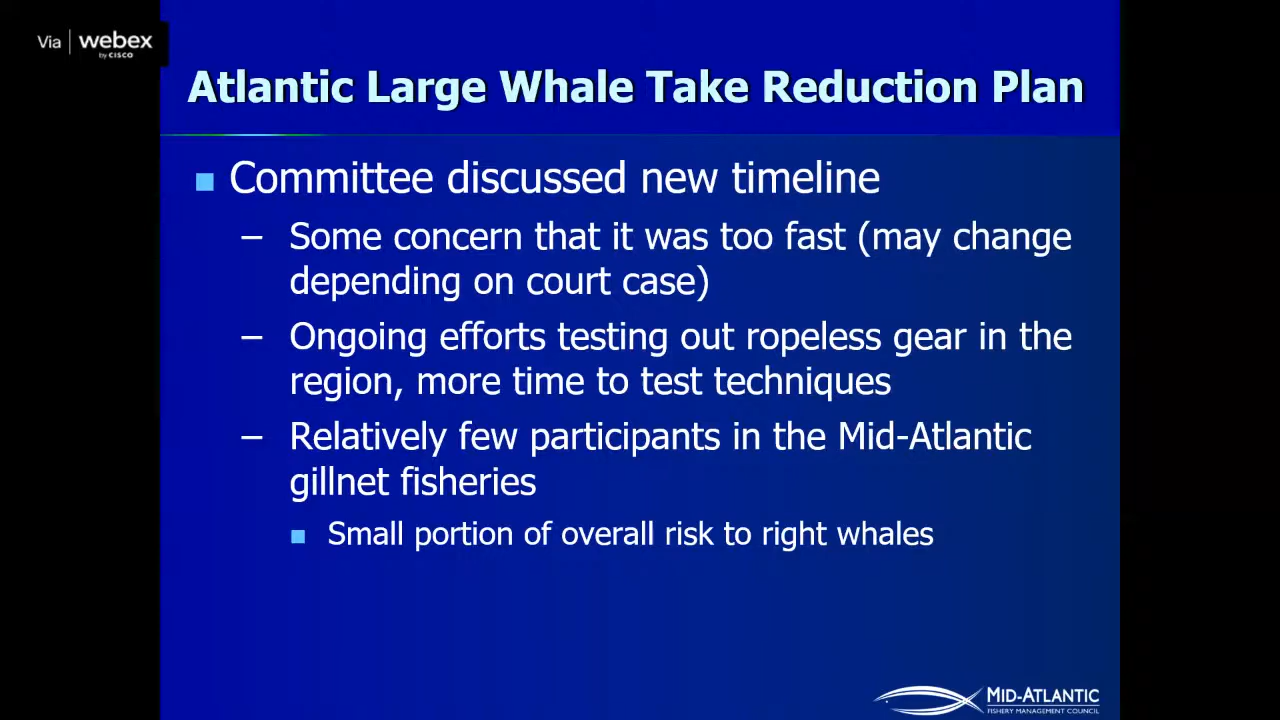 Via webex
by CISCO
Atlantic Large Whale Take Reduction Plan
Committee discussed new timeline
– Some concern that it was too fast (may change
depending on court case)
– Ongoing efforts testing out ropeless gear in the
region, more time to test techniques
– Relatively few participants in the Mid-Atlantic
gillnet fisheries
Small portion of overall risk to right whales
MID-ATLANTIC
FISHERY MANAGEMENT COUNCIL